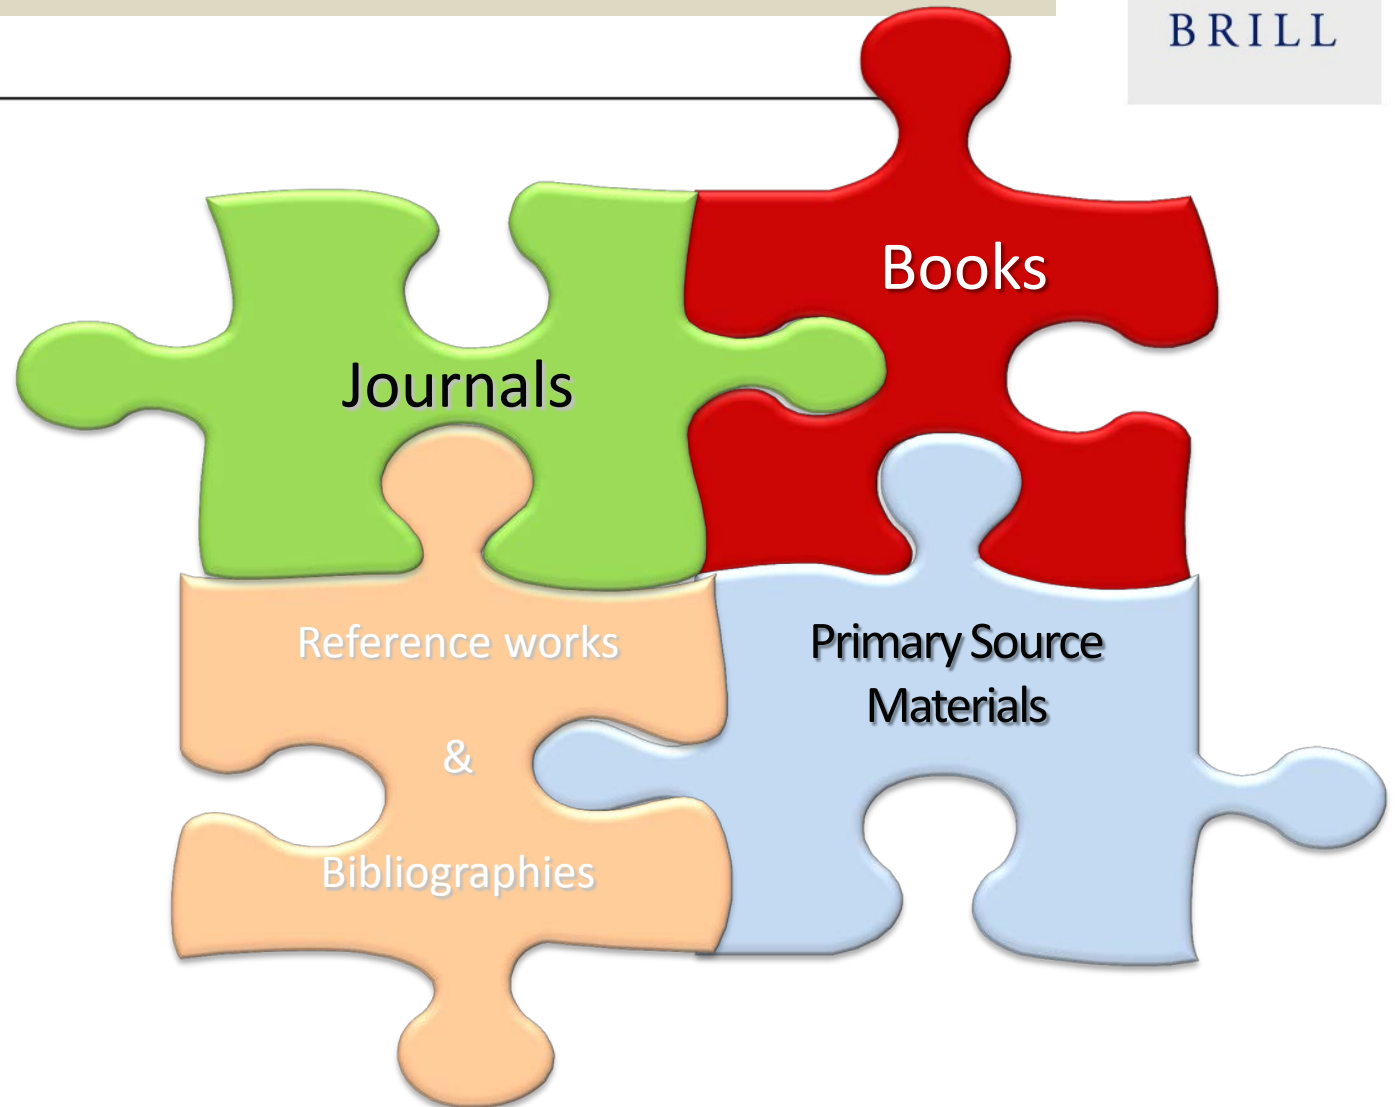 BRILL
Books
Journals
Reference works
&
Bibliographies
Primary Source
Materials